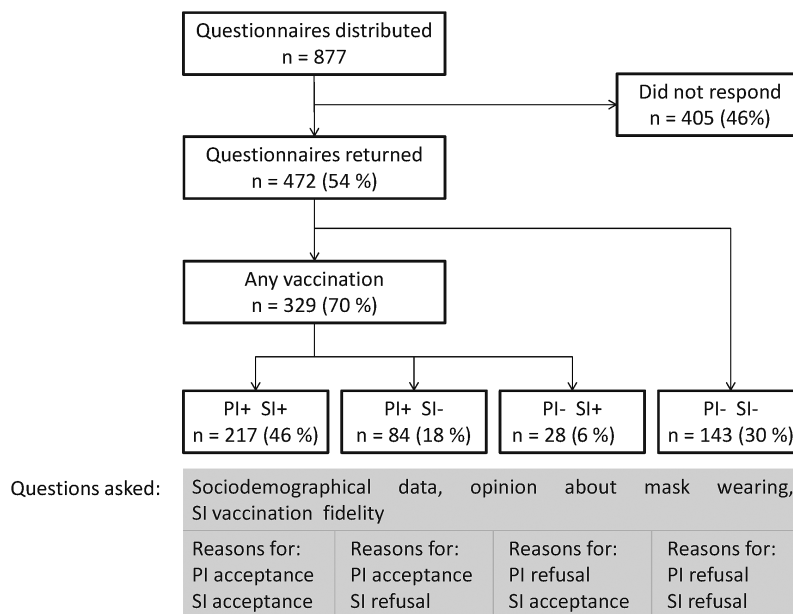 Questionnaires distributed
n = 877
Did not respond
n = 405 (46%)
Questionnaires returned
n = 472 (54 %)
Any vaccination
n = 329 (70 %)
PI+ SI+
n = 217 (46 %)
PI+ SI-
n = 84 (18 %)
PI- SI+
n = 28 (6 %)
PI- SI-
n = 143 (30 %)
Questions asked:
Sociodemographical data, opinion about mask wearing,
SI vaccination fidelity
Reasons for:
PI acceptance
SI acceptance
Reasons for:
PI acceptance
SI refusal
Reasons for:
PI refusal
SI acceptance
Reasons for:
PI refusal
SI refusal